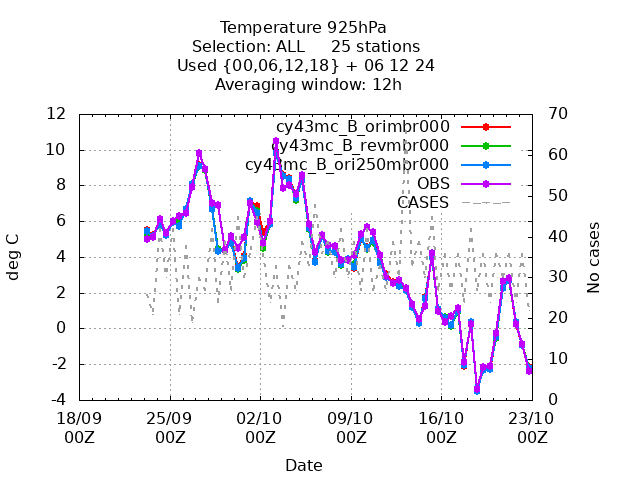 Temperature 925hPa
Selection: ALL 25 stations
Used {00,06,12,18} + 06 12 24
Averaging window: 12h
cy43mc_B_orimbr000
cy43mc_B_revmbr000
cy43mc_B_ori250mbr000
OBS
CASES
12
10
8
6
4
2
0
-2
-4
deg C
70
60
50
40
30
20
10
0
No cases
18/09 25/09 02/10 09/10 16/10 23/10
00Z 00Z 00Z 00Z 00Z 00Z
Date